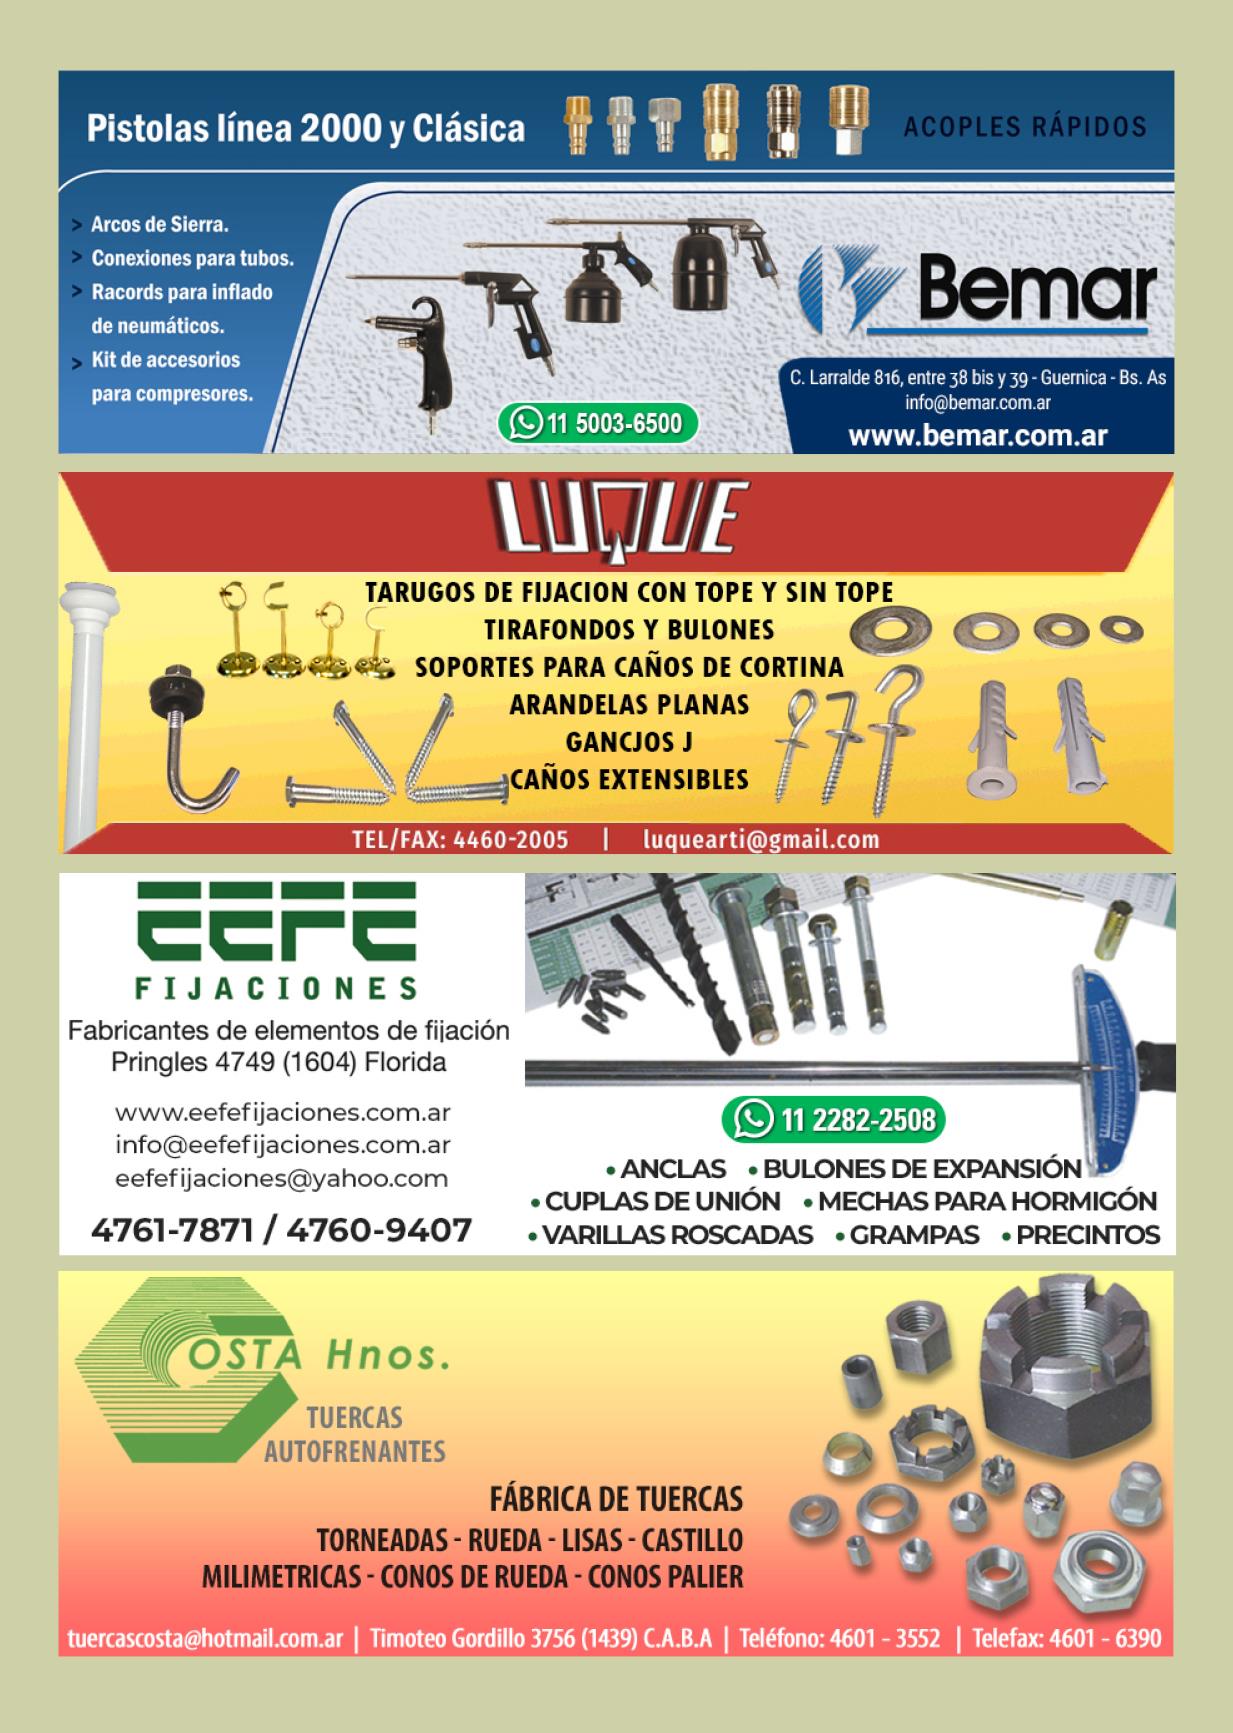 Pistolas línea 2000 y Clásica
ACOPLES RÁPIDOS
> Arcos de Sierra.
> Conexiones para tubos.
> Racords para inflado
de neumáticos.
> Kit de accesorios
para compresores.
Bemar
11 5003-6500
C. Larralde 816, entre 38 bis y 39 - Guernica - Bs. As
info@bemar.com.ar
www.bemar.com.ar
LUQUE
TARUGOS DE FIJACION CON TOPE Y SIN TOPE
TIRAFONDOS Y BULONES
SOPORTES PARA CAÑOS DE CORTINA
ARANDELAS PLANAS
GANCJOS J
CAÑOS EXTENSIBLES
TEL/FAX: 4460-2005 | luquearti@gmail.com
EEFE
FIJACIONES
Fabricantes de elementos de fijación
Pringles 4749 (1604) Florida
www.eefefijaciones.com.ar
info@eefefijaciones.com.ar
eefefijaciones@yahoo.com
4761-7871 / 4760-9407
11 2282-2508
• ANCLAS • BULONES DE EXPANSIÓN
• CUPLAS DE UNIÓN • MECHAS PARA HORMIGÓN
• VARILLAS ROSCADAS • GRAMPAS • PRECINTOS
COSTA Hnos.
TUERCAS
AUTOFRENANTES
FÁBRICA DE TUERCAS
TORNEADAS - RUEDA - LISAS - CASTILLO
MILIMETRICAS - CONOS DE RUEDA - CONOS PALIER
tuercascosta@hotmail.com.ar | Timoteo Gordillo 3756 (1439) C.A.B.A | Teléfono: 4601 - 3552 | Telefax: 4601 - 6390